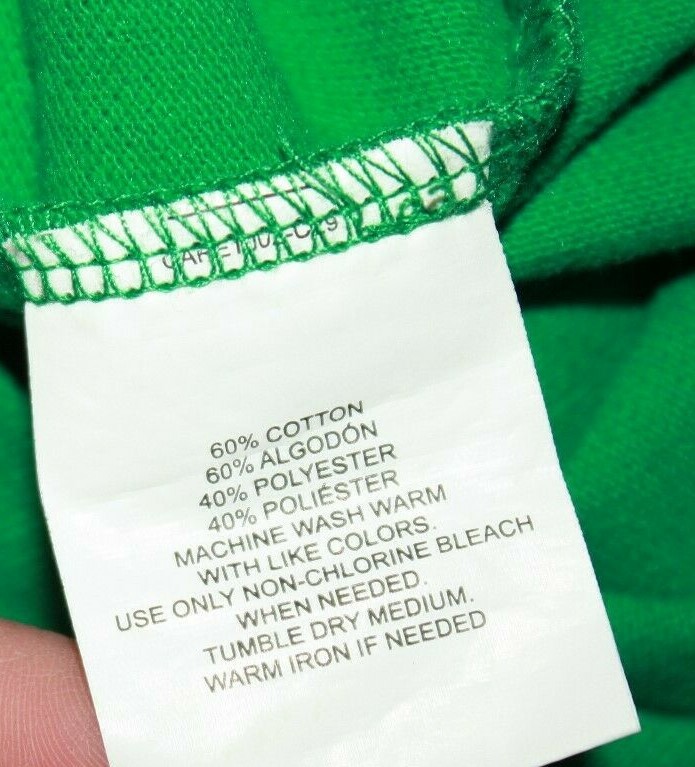 60% COTTON
60% ALGODÓN
40% POLYESTER
40% POLIÉSTER
MACHINE WASH WARM
WITH LIKE COLORS.
USE ONLY NON-CHLORINE BLEACH
WHEN NEEDED.
TUMBLE DRY MEDIUM.
WARM IRON IF NEEDED